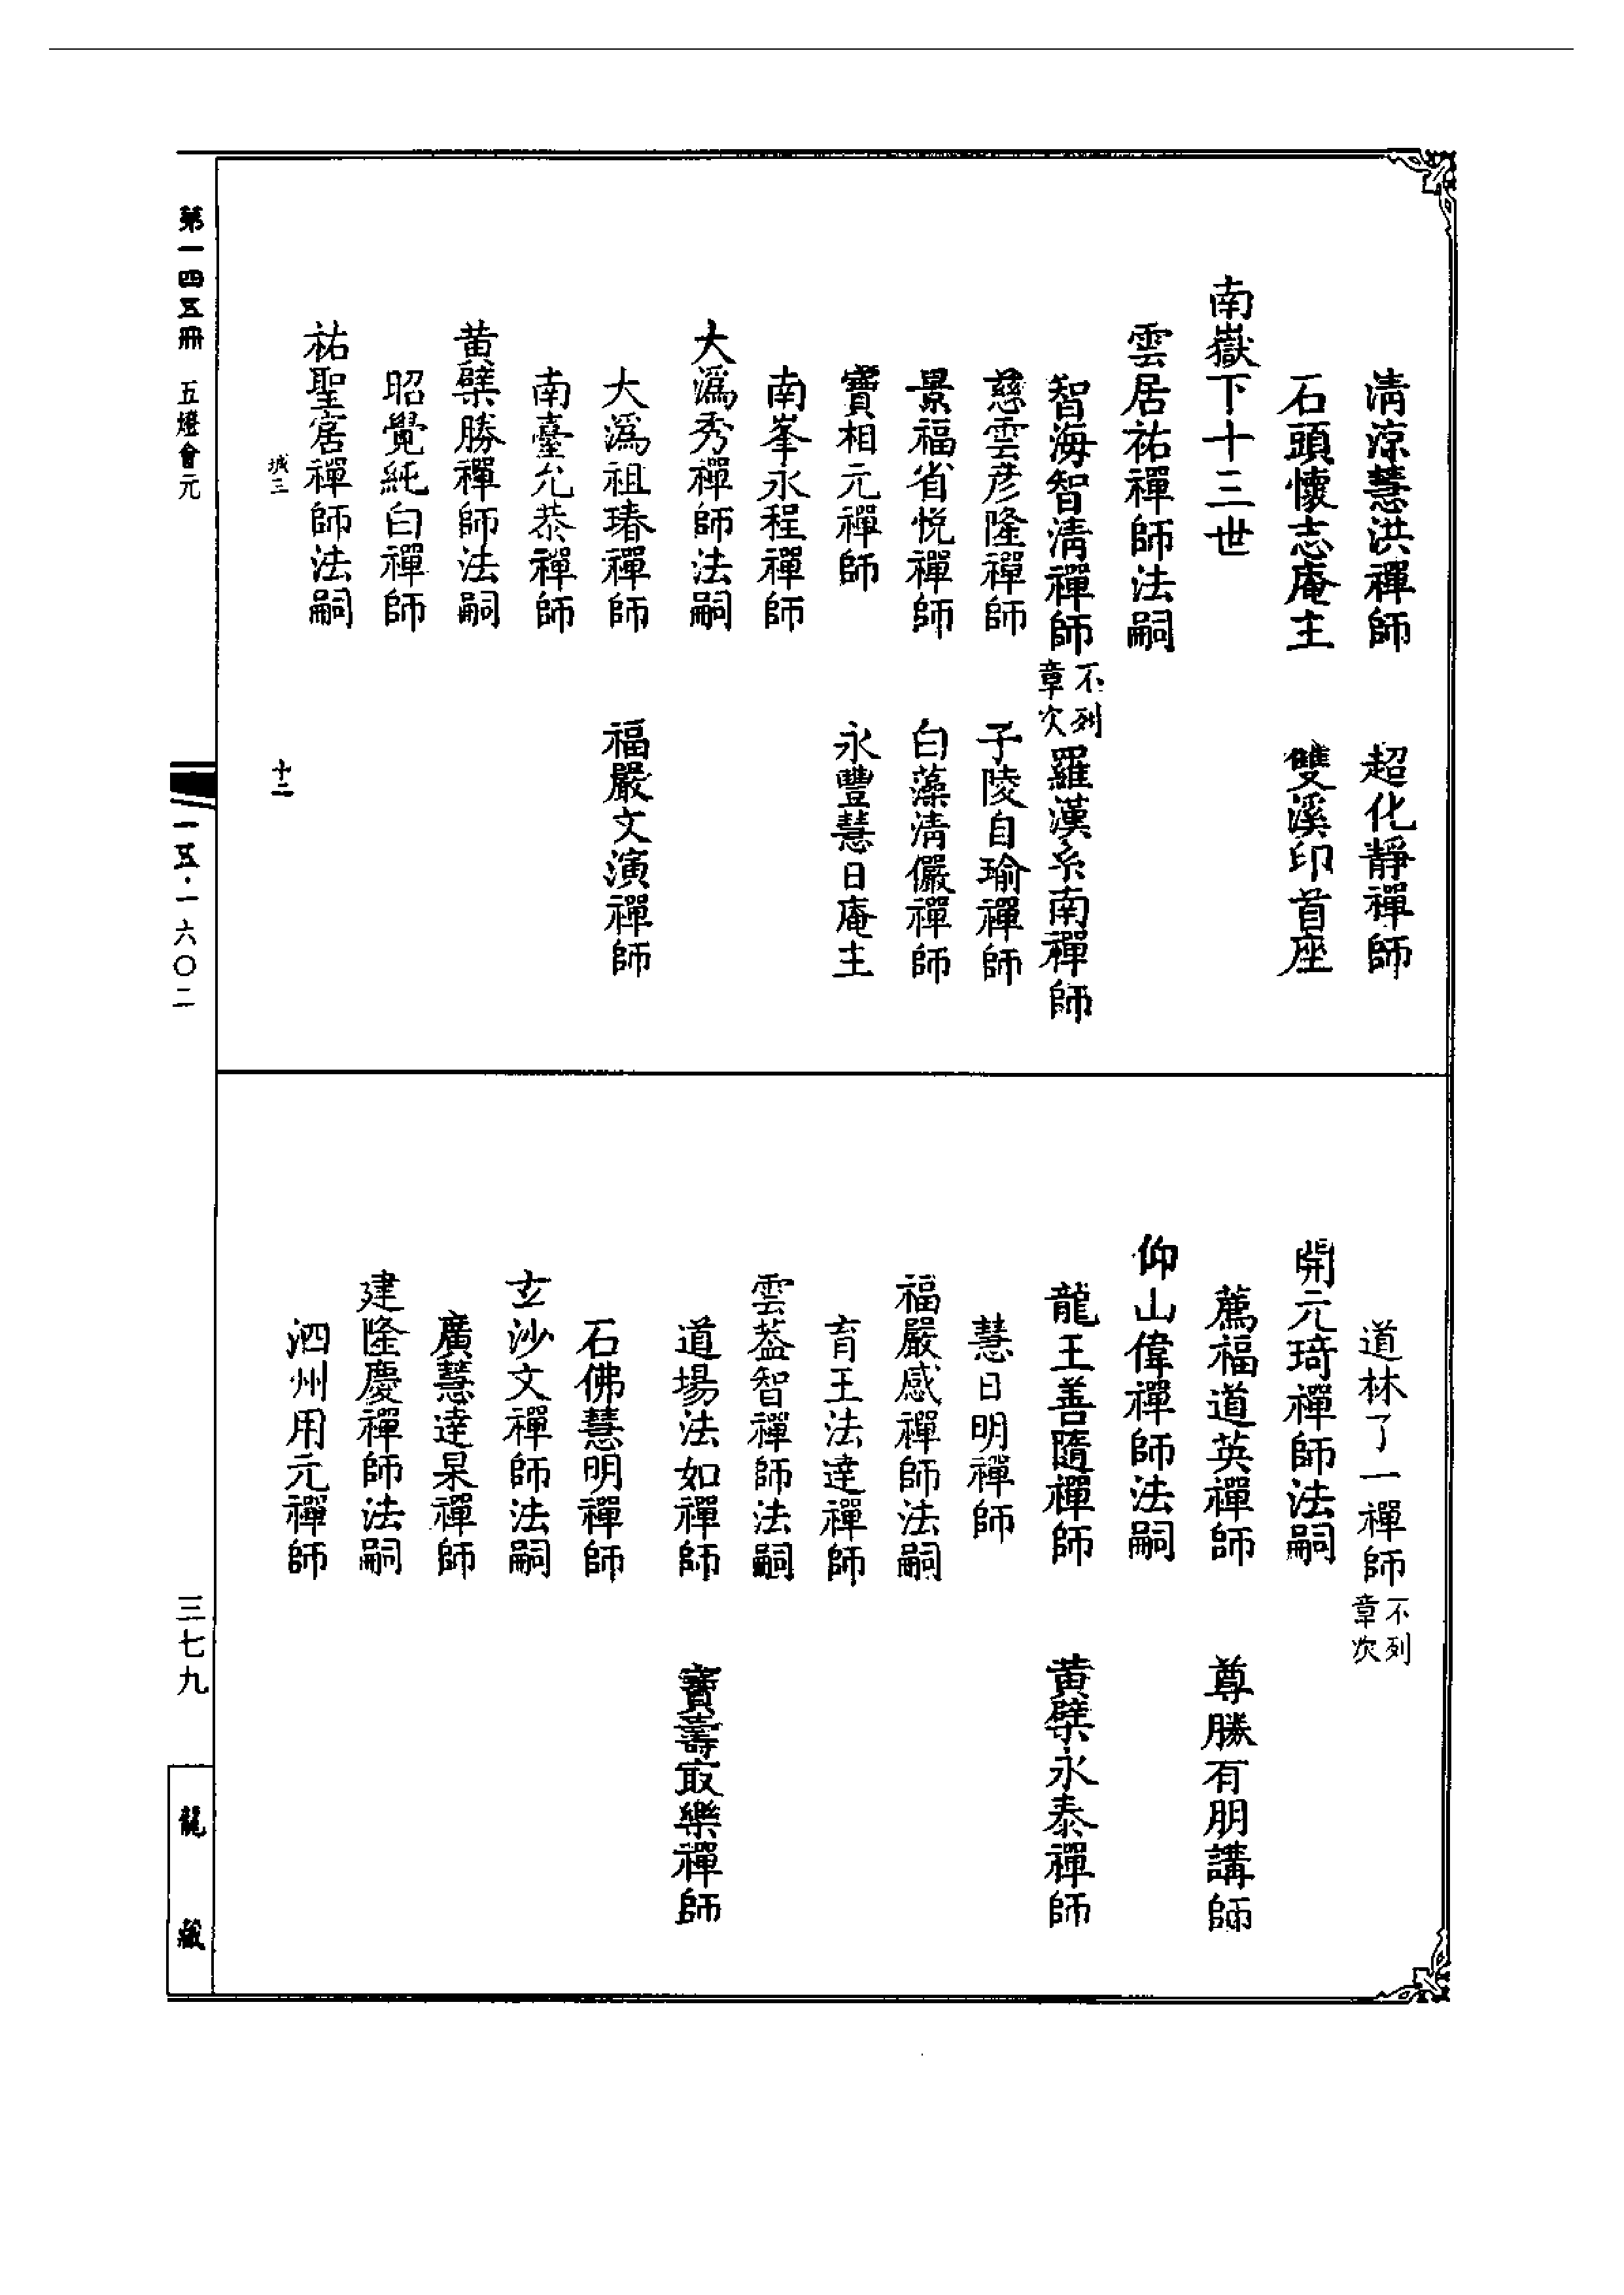 清涼慧洪禪師　超化靜禪師
石頭懷志庵主　雙溪印首座
南嶽下十三世
雲居祐禪師法嗣
智海智清禪師不列章次羅漢系南禪師
慈雲彦隆禪師　子陵自瑜禪師
景福省悦禪師　白藻清儼禪師
寶相元禪師　永豐慧日庵主
南峯永程禪師
大溈秀禪師法嗣
大溈祖瑃禪師　福嚴文演禪師
南臺允恭禪師
黄檗勝禪師法嗣
昭覺純白禪師
祐聖窟禪師法嗣
城三　十二
道林了一禪師不列章次
開元琦禪師法嗣
薦福道英禪師　尊勝有朋講師
仰山偉禪師法嗣
龍王善隨禪師　黄檗永泰禪師
慧日明禪師
福嚴感禪師法嗣
育王法達禪師
雲葢智禪師法嗣
道場法如禪師　寶壽㝡樂禪師
石佛慧明禪師
玄沙文禪師法嗣
廣慧達杲禪師
建隆慶禪師法嗣
泗州用元禪師
第一四五冊　五燈會元
一五·一六〇二
三七九
龍藏